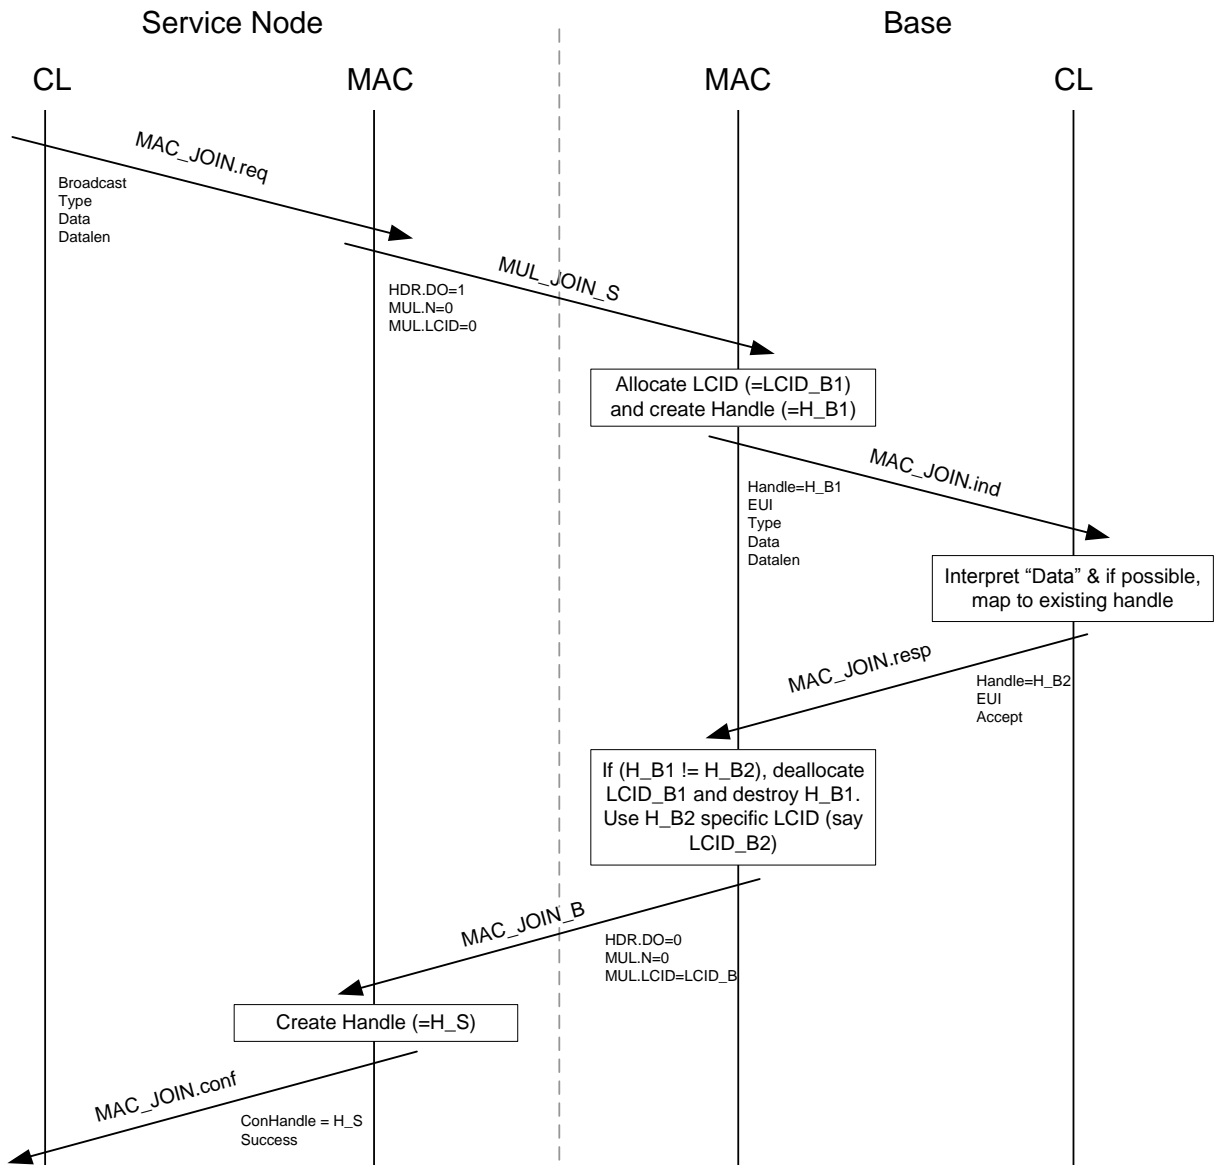 Service Node
Base
CL
MAC
MAC
CL
MAC_JOIN.req
Broadcast
Type
Data
Datalen
MUL_JOIN_S
HDR.DO=1
MUL.N=0
MUL.LCID=0
Allocate LCID (=LCID_B1)
and create Handle (=H_B1)
MAC_JOIN.ind
Handle=H_B1
EUI
Type
Data
Datalen
Interpret “Data” & if possible,
map to existing handle
MAC_JOIN.resp
Handle=H_B2
EUI
Accept
If (H_B1 != H_B2), deallocate
LCID_B1 and destroy H_B1.
Use H_B2 specific LCID (say
LCID_B2)
MAC_JOIN_B
HDR.DO=0
MUL.N=0
MUL.LCID=LCID_B
Create Handle (=H_S)
MAC_JOIN.conf
ConHandle = H_S
Success